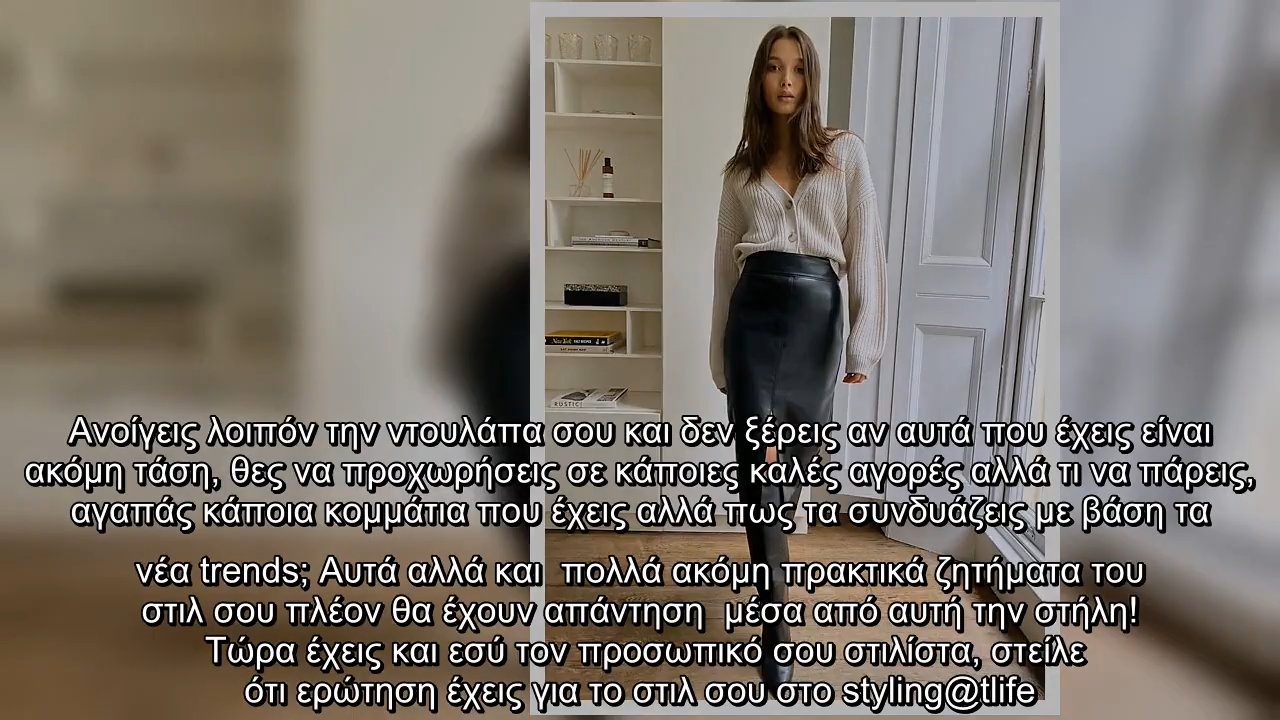 New York
RUSTIC!
Ανοίγεις λοιπόν την ντουλάπα σου και δεν ξέρεις αν αυτά που έχεις είναι
ακόμη τάση, θες να προχωρήσεις σε κάποιες καλές αγορές αλλά τι να πάρεις,
αγαπάς κάποια κομμάτια που έχεις αλλά πως τα συνδυάζεις με βάση τα
νέα trends; Αυτά αλλά και πολλά ακόμη πρακτικά ζητήματα του
στιλ σου πλέον θα έχουν απάντηση μέσα από αυτή την στήλη!
Τώρα έχεις και εσύ τον προσωπικό σου στιλίστα, στείλε
ότι ερώτηση έχεις για το στιλ σου στο styling@tlife